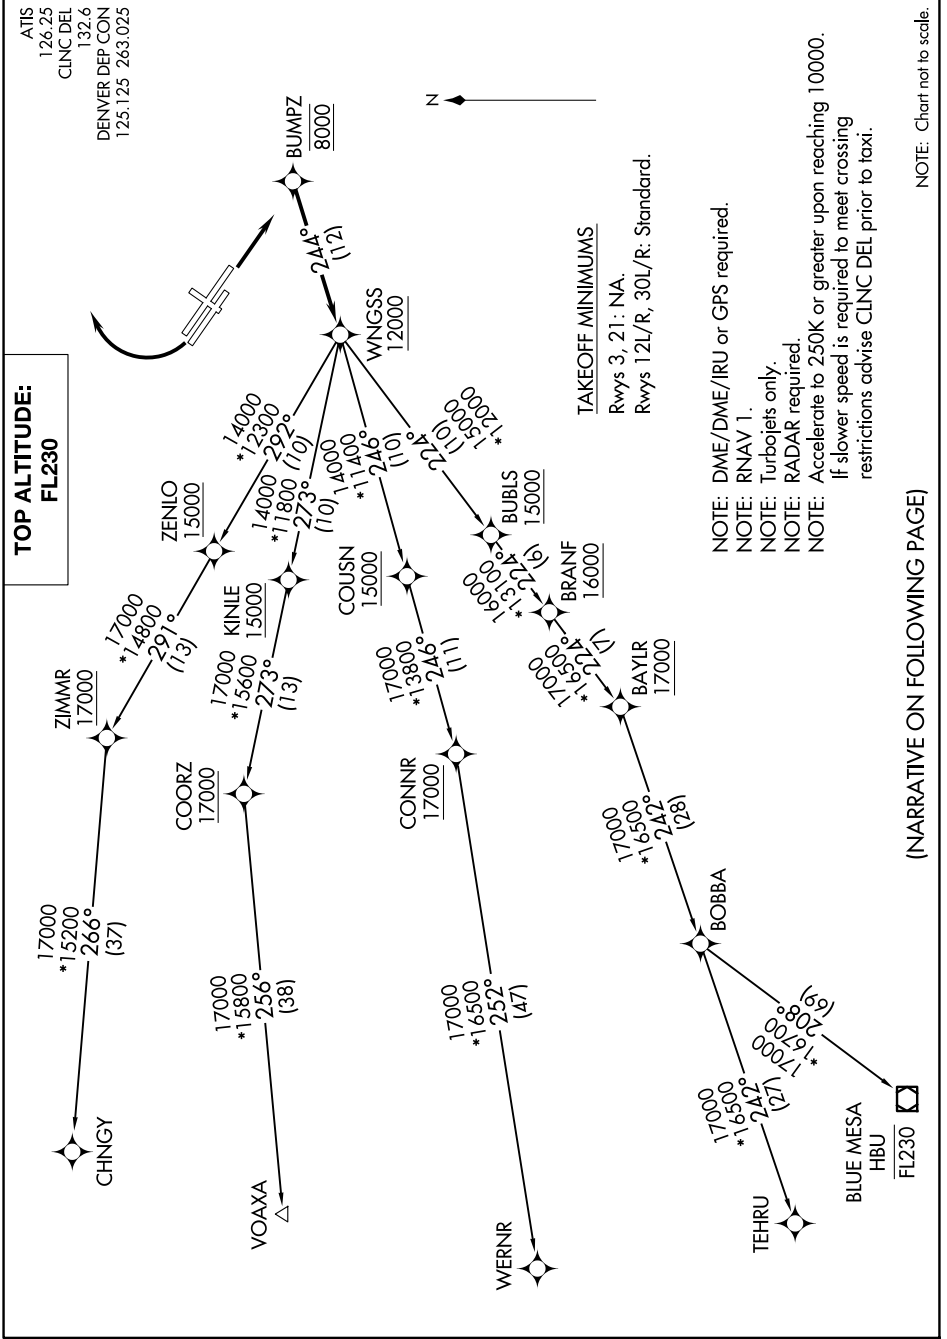 TOP ALTITUDE:
FL230
ATIS
126.25
CLNC DEL
132.6
DENVER DEP CON
125.125 263.025
N
BUMPZ
8000
244°
(12)
WNGSS
12000
14000
*12300
292°
(10)
ZENLO
15000
17000
*14800
291°
(13)
ZIMMR
17000
17000
*15200
266°
(37)
CHNGY
14000
*11800
273°
(10)
KINLE
15000
17000
*15600
273°
(13)
COORZ
17000
17000
*15800
256°
(38)
VOAXA
14000
*11400
246°
(10)
COUSN
15000
17000
*13800
246°
(11)
CONNR
17000
17000
*16500
252°
(47)
WERNR
224°
(10)
15000
*12000
BUBLS
15000
16000
*13100
224°
(6)
BRANF
16000
17000
*16500
224°
(7)
BAYLR
17000
17000
*16500
242°
(28)
BOBBA
17000
*16500
242°
(27)
TEHRU
17000
*16700
208°
(69)
BLUE MESA
HBU
FL230
TAKEOFF MINIMUMS
Rwys 3, 21: NA.
Rwys 12L/R, 30L/R: Standard.
NOTE: DME/DME/IRU or GPS required.
NOTE: RNAV 1.
NOTE: Turbojets only.
NOTE: RADAR required.
NOTE: Accelerate to 250K or greater upon reaching 10000.
If slower speed is required to meet crossing
restrictions advise CLNC DEL prior to taxi.
(NARRATIVE ON FOLLOWING PAGE)
NOTE: Chart not to scale.